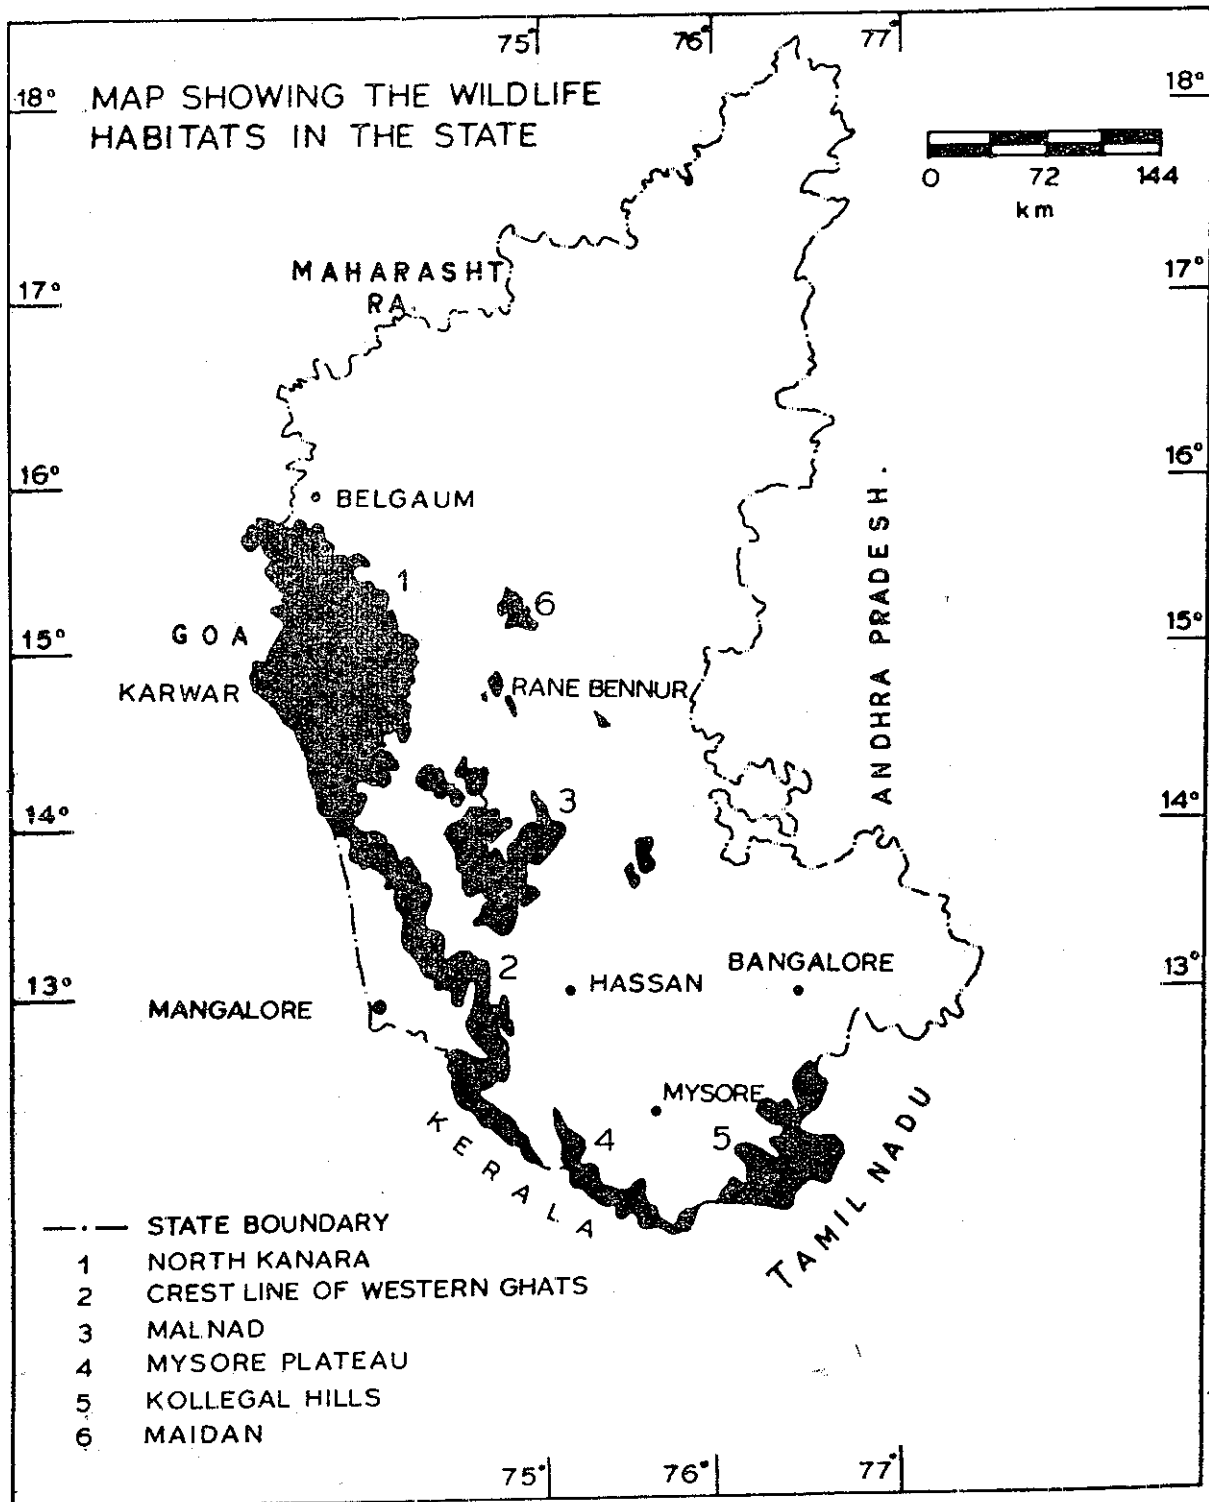 75°
76°
77°
MAP SHOWING THE WILDLIFE
HABITATS IN THE STATE
18°
18°
0 72 144
km
MAHARASHT
RA.
17°
17°
16°
16°
BELGAUM
1
6
ANDHRA PRADESH.
GOA
15°
15°
KARWAR
RANE BENNUR
3
14°
14°
2
HASSAN
BANGALORE
13°
13°
MANGALORE
MYSORE
4
5
KERALA
TAMIL NADU
STATE BOUNDARY
1 NORTH KANARA
2 CREST LINE OF WESTERN GHATS
3 MALNAD
4 MYSORE PLATEAU
5 KOLLEGAL HILLS
6 MAIDAN
75°
76°
77°